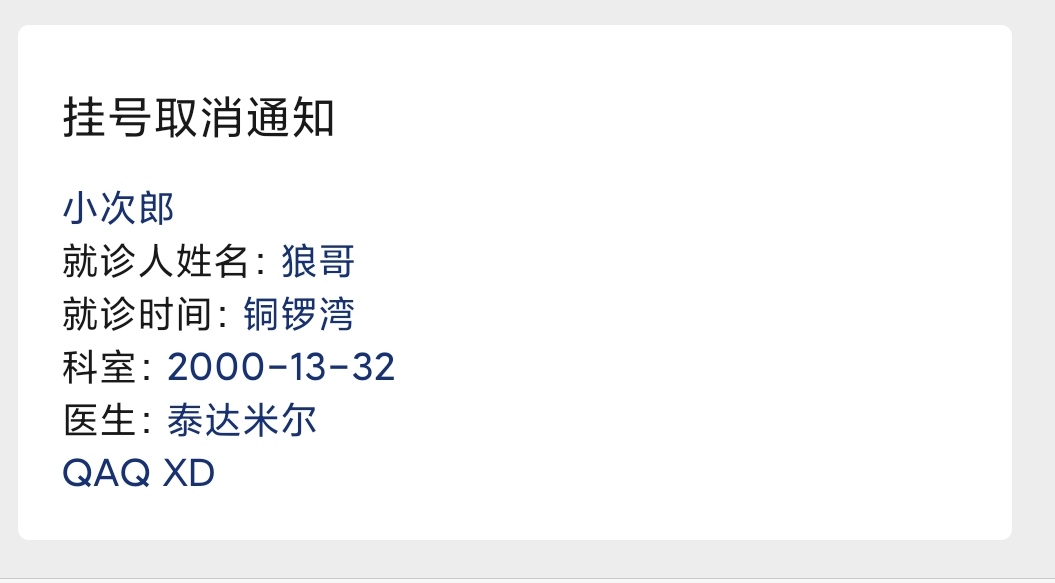 挂号取消通知
小次郎
就诊人姓名：狼哥
就诊时间：铜锣湾
科室：2000-13-32
医生：泰达米尔
QAQ XD